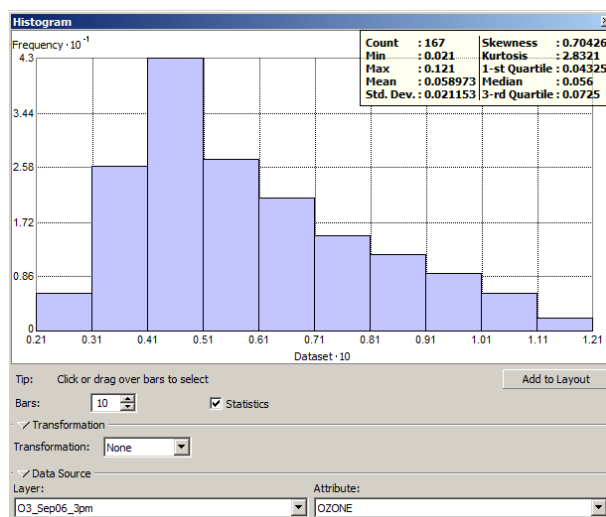 Histogram
Frequency · 10⁻¹
4.3
3.44
2.58
1.72
0.86
0
0.21 0.31 0.41 0.51 0.61 0.71 0.81 0.91 1.01 1.11 1.21
Dataset · 10
Count : 167 Skewness : 0.70426
Min : 0.021 Kurtosis : 2.8321
Max : 0.121 1-st Quartile : 0.04325
Mean : 0.058973 Median : 0.056
Std. Dev. : 0.021153 3-rd Quartile : 0.0725
Tip: Click or drag over bars to select Add to Layout
Bars: 10 Statistics
Transformation
Transformation: None
Data Source
Layer: Attribute:
O3_Sep06_3pm OZONE